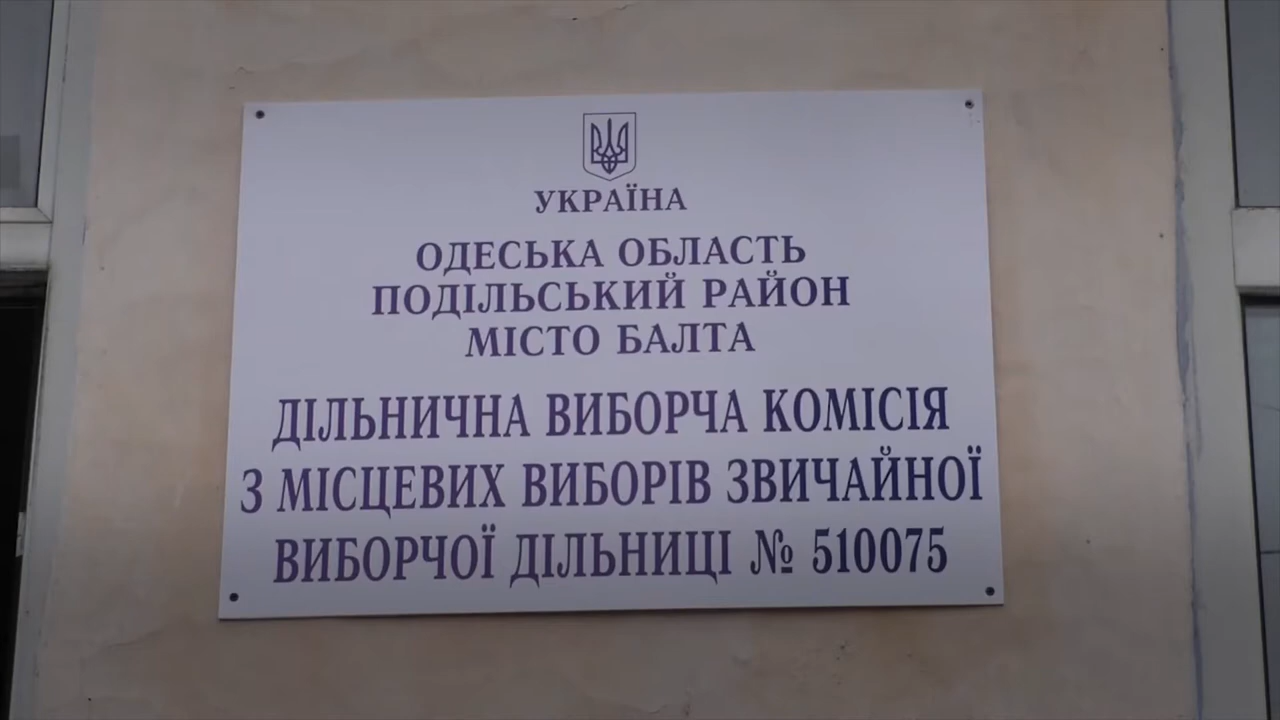 УКРАЇНА
ОДЕСЬКА ОБЛАСТЬ
ПОДІЛЬСЬКИЙ РАЙОН
МІСТО БАЛТА
ДІЛЬНИЧНА ВИБОРЧА КОМІСІЯ
З МІСЦЕВИХ ВИБОРІВ ЗВИЧАЙНОЇ
ВИБОРЧОЇ ДІЛЬНИЦІ № 510075